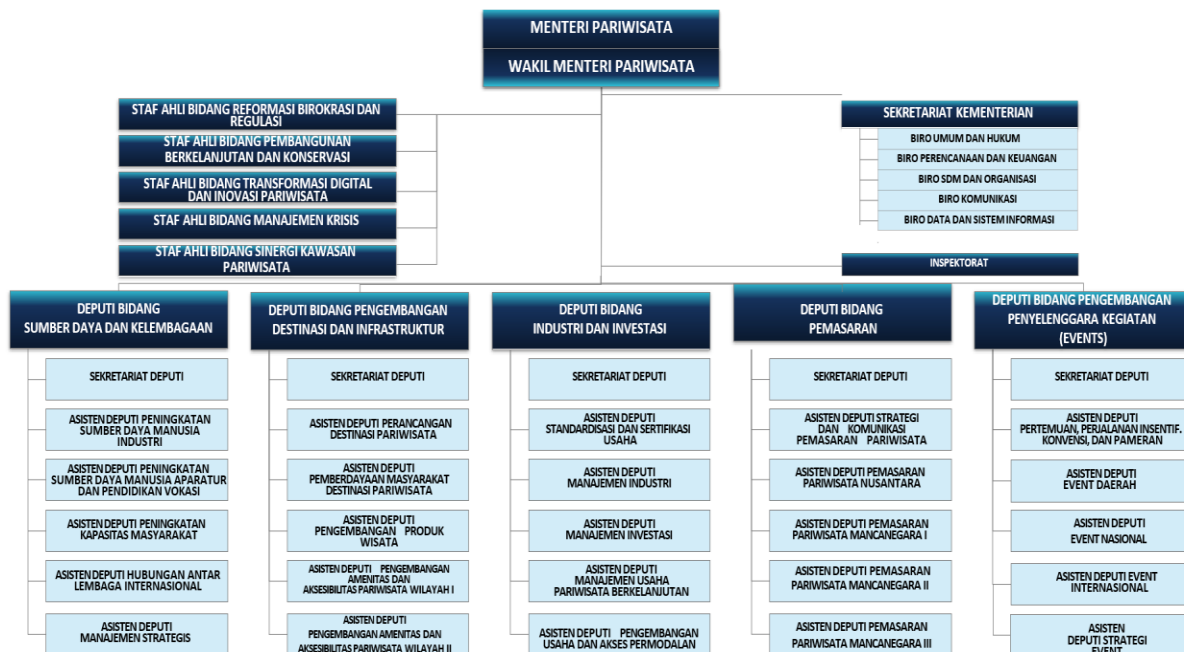 MENTERI PARIWISATA
WAKIL MENTERI PARIWISATA
STAF AHLI BIDANG REFORMASI BIROKRASI DAN
REGULASI
STAF AHLI BIDANG PEMBANGUNAN
BERKELANJUTAN DAN KONSERVASI
STAF AHLI BIDANG TRANSFORMASI DIGITAL
DAN INOVASI PARIWISATA
STAF AHLI BIDANG MANAJEMEN KRISIS
STAF AHLI BIDANG SINERGI KAWASAN
PARIWISATA
SEKRETARIAT KEMENTERIAN
BIRO UMUM DAN HUKUM
BIRO PERENCANAAN DAN KEUANGAN
BIRO SDM DAN ORGANISASI
BIRO KOMUNIKASI
BIRO DATA DAN SISTEM INFORMASI
INSPEKTORAT
DEPUTI BIDANG
SUMBER DAYA DAN KELEMBAGAAN
SEKRETARIAT DEPUTI
ASISTEN DEPUTI PENINGKATAN
SUMBER DAYA MANUSIA
INDUSTRI
ASISTEN DEPUTI PENINGKATAN
SUMBER DAYA MANUSIA APARATUR
DAN PENDIDIKAN VOKASI
ASISTEN DEPUTI PENINGKATAN
KAPASITAS MASYARAKAT
ASISTEN DEPUTI HUBUNGAN ANTAR
LEMBAGA INTERNASIONAL
ASISTEN DEPUTI
MANAJEMEN STRATEGIS
DEPUTI BIDANG PENGEMBANGAN
DESTINASI DAN INFRASTRUKTUR
SEKRETARIAT DEPUTI
ASISTEN DEPUTI PERANCANGAN
DESTINASI PARIWISATA
ASISTEN DEPUTI
PEMBERDAYAAN MASYARAKAT
DESTINASI PARIWISATA
ASISTEN DEPUTI
PENGEMBANGAN PRODUK
WISATA
ASISTEN DEPUTI PENGEMBANGAN
AMENITAS DAN
AKSESIBILITAS PARIWISATA WILAYAH I
ASISTEN DEPUTI
PENGEMBANGAN AMENITAS DAN
AKSESIBILITAS PARIWISATA WILAYAH II
DEPUTI BIDANG
INDUSTRI DAN INVESTASI
SEKRETARIAT DEPUTI
ASISTEN DEPUTI
STANDARDISASI DAN SERTIFIKASI
USAHA
ASISTEN DEPUTI
MANAJEMEN INDUSTRI
ASISTEN DEPUTI
MANAJEMEN INVESTASI
ASISTEN DEPUTI
MANAJEMEN USAHA
PARIWISATA BERKELANJUTAN
ASISTEN DEPUTI PENGEMBANGAN
USAHA DAN AKSES PERMODALAN
DEPUTI BIDANG
PEMASARAN
SEKRETARIAT DEPUTI
ASISTEN DEPUTI STRATEGI
DAN KOMUNIKASI
PEMASARAN PARIWISATA
ASISTEN DEPUTI PEMASARAN
PARIWISATA NUSANTARA
ASISTEN DEPUTI PEMASARAN
PARIWISATA MANCANEGARA I
ASISTEN DEPUTI PEMASARAN
PARIWISATA MANCANEGARA II
ASISTEN DEPUTI PEMASARAN
PARIWISATA MANCANEGARA III
DEPUTI BIDANG PENGEMBANGAN
PENYELENGGARA KEGIATAN
(EVENTS)
SEKRETARIAT DEPUTI
ASISTEN DEPUTI
PERTEMUAN, PERJALANAN INSENTIF.
KONVENSI, DAN PAMERAN
ASISTEN DEPUTI
EVENT DAERAH
ASISTEN DEPUTI
EVENT NASIONAL
ASISTEN DEPUTI EVENT
INTERNASIONAL
ASISTEN
DEPUTI STRATEGI
EVENT